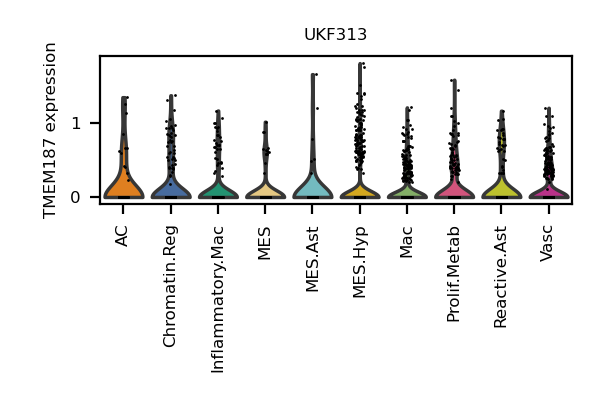 UKF313
TMEM187 expression
1
0
AC
Chromatin.Reg
Inflammatory.Mac
MES
MES.Ast
MES.Hyp
Mac
Prolif.Metab
Reactive.Ast
Vasc